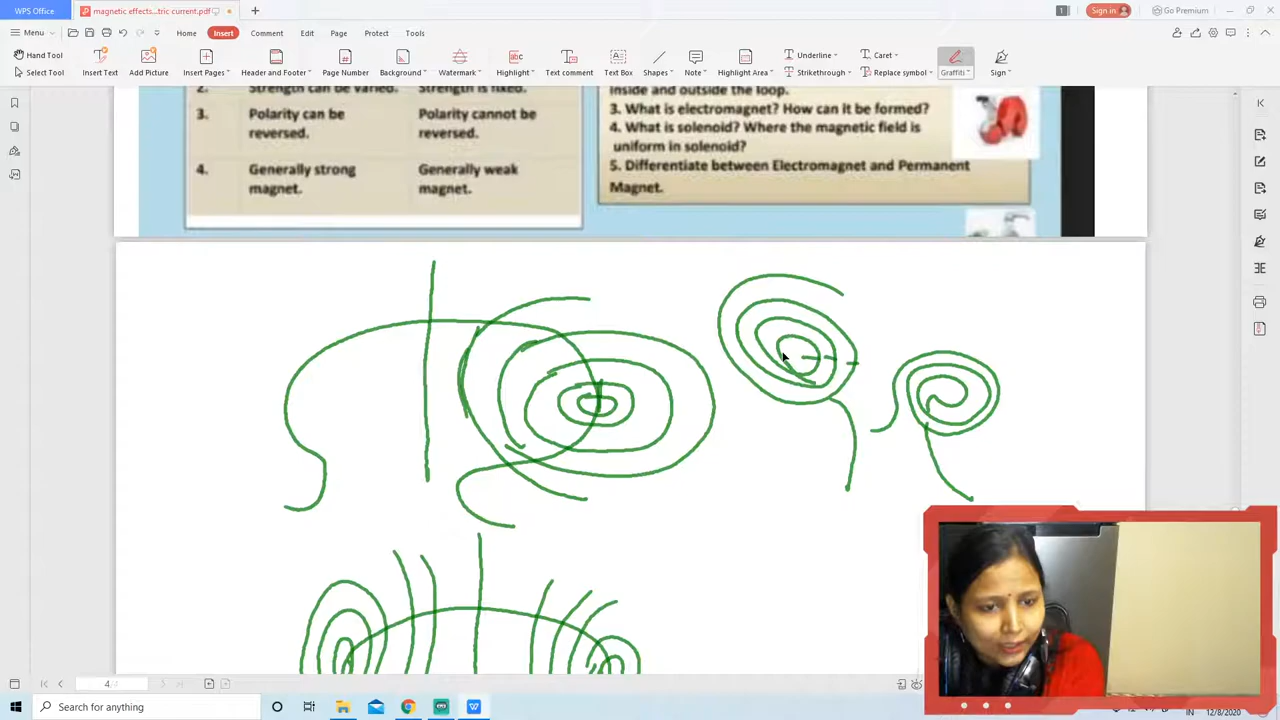 WPS Office
magnetic effects...tric current.pdf
1
Sign in
Go Premium
Menu
Home
Insert
Comment
Edit
Page
Protect
Tools
Hand Tool
Select Tool
Insert Text
Add Picture
Insert Pages
Header and Footer
Page Number
Background
Watermark
Highlight
Text comment
Text Box
Shapes
Note
Highlight Area
Underline
Strikethrough
Caret
Replace symbol
Graffiti
Sign
2. Strength can be varied. Strength is fixed.
3. Polarity can be reversed. Polarity cannot be reversed.
4. Generally strong magnet. Generally weak magnet.
inside and outside the loop.
3. What is electromagnet? How can it be formed?
4. What is solenoid? Where the magnetic field is
uniform in solenoid?
5. Differentiate between Electromagnet and Permanent
Magnet.
4
Search for anything
IN
12/8/2020